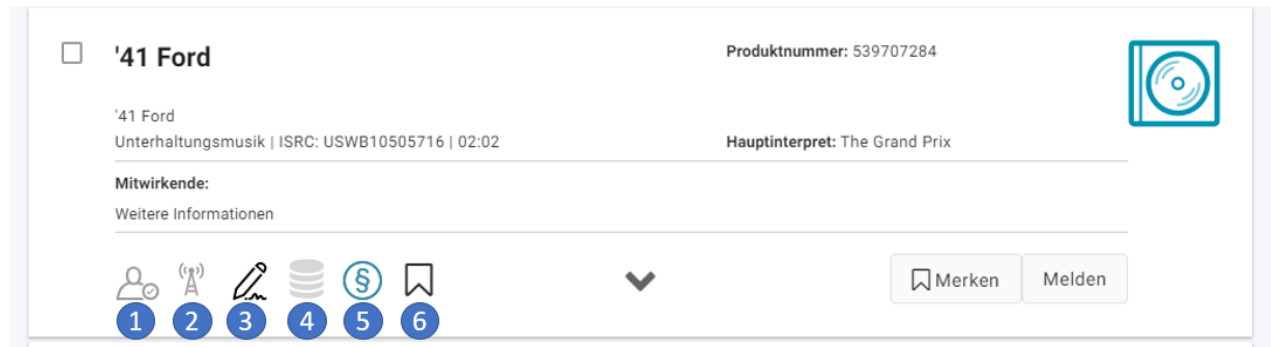 '41 Ford
Produktnummer: 539707284
'41 Ford
Unterhaltungsmusik | ISRC: USWB10505716 | 02:02
Hauptinterpret: The Grand Prix
Mitwirkende:
Weitere Informationen
§
Merken
Melden
1 2 3 4 5 6